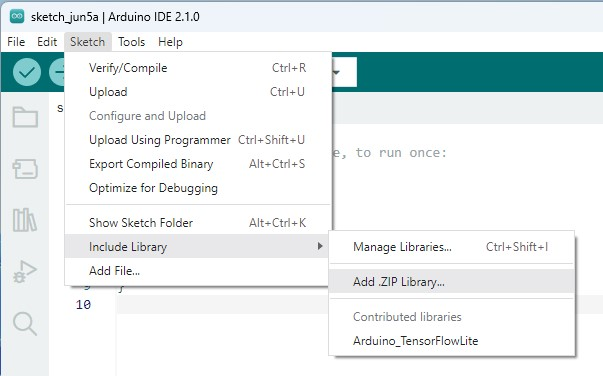 sketch_jun5a | Arduino IDE 2.1.0
File Edit Sketch Tools Help
Verify/Compile Ctrl+R
Upload Ctrl+U
Configure and Upload
Upload Using Programmer Ctrl+Shift+U
e, to run once:
Export Compiled Binary Alt+Ctrl+S
Optimize for Debugging
Show Sketch Folder Alt+Ctrl+K
Include Library
Manage Libraries... Ctrl+Shift+I
Add File...
Add .ZIP Library...
10
Contributed libraries
Arduino_TensorFlowLite